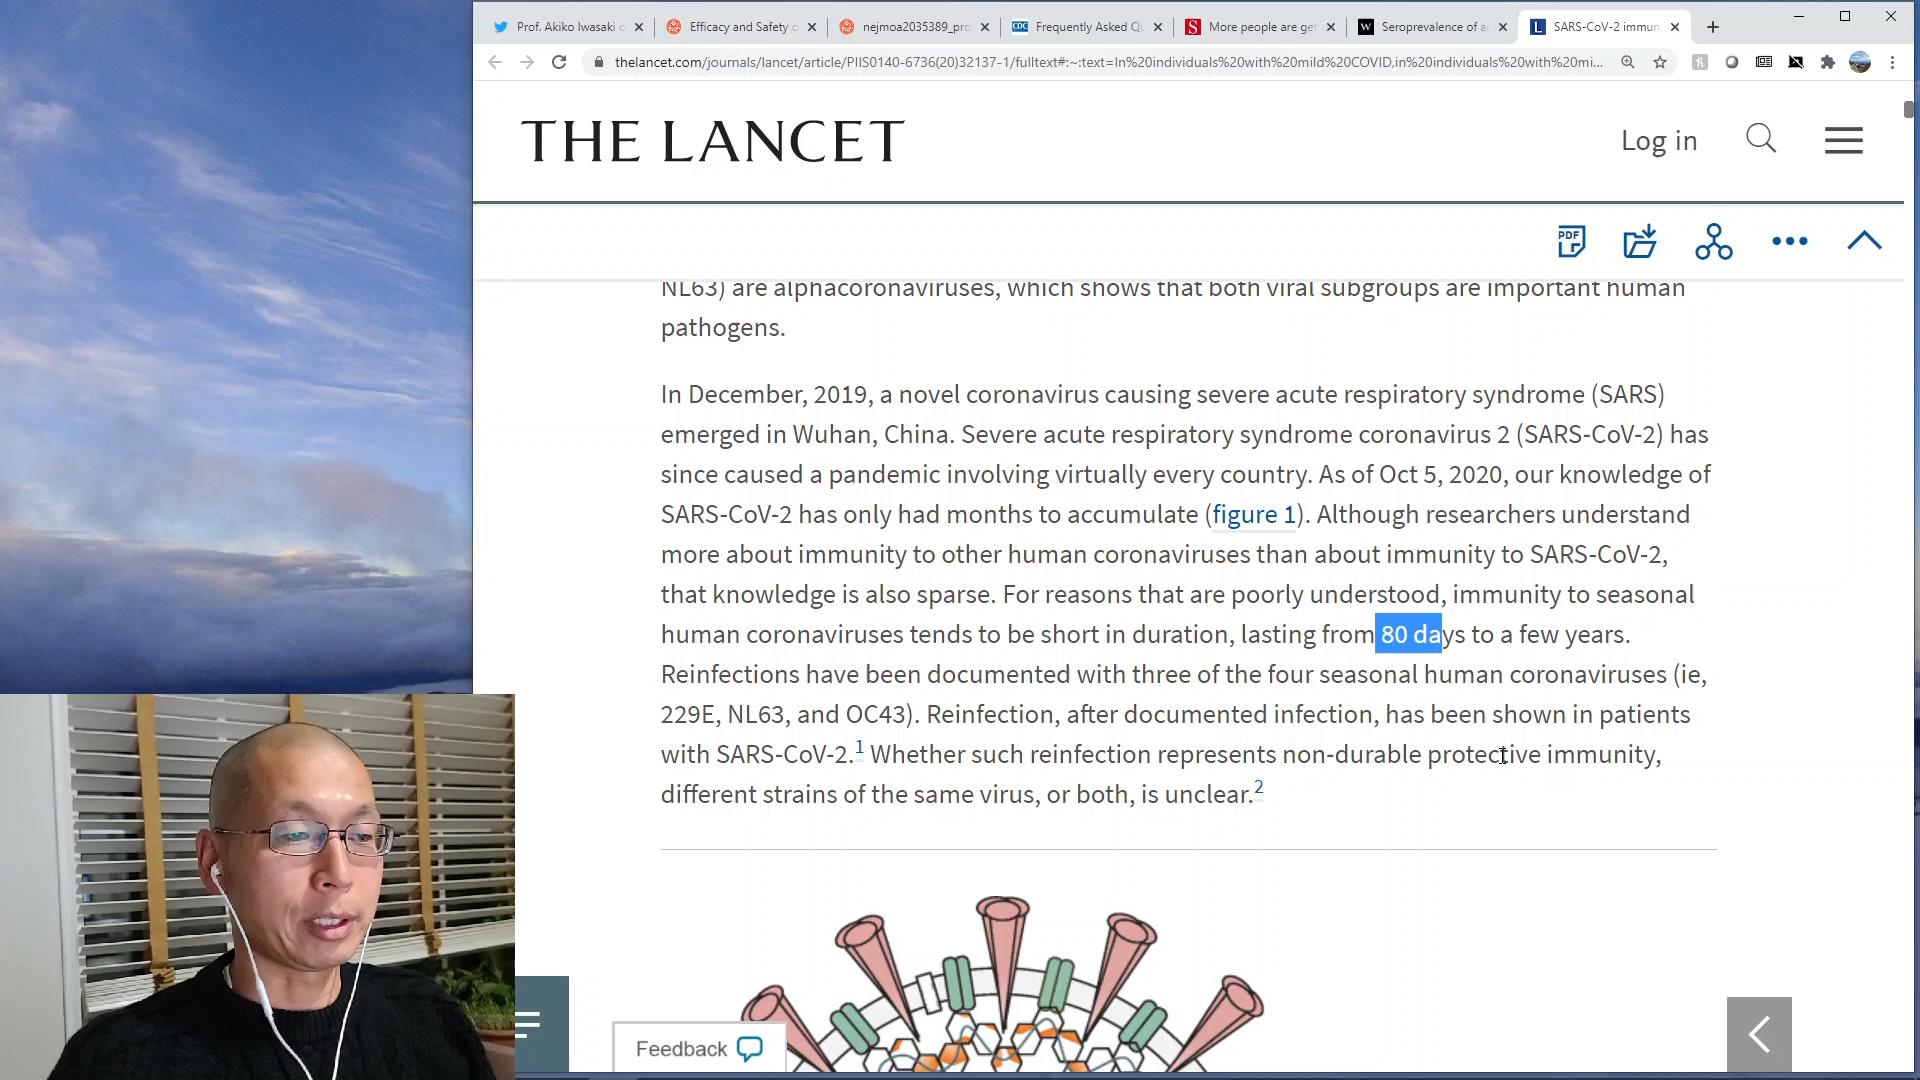 Prof. Akiko Iwasaki o
Efficacy and Safety o
nejmoa2035389_pro
CDC
Frequently Asked Qu
S
More people are get
W
Seroprevalence of a
L
SARS-CoV-2 immun
thelancet.com/journals/lancet/article/PIIS0140-6736(20)32137-1/fulltext#:~:text=In%20individuals%20with%20mild%20COVID,in%20individuals%20with%20mi...
THE LANCET
Log in
PDF
NL63) are alphacoronaviruses, which shows that both viral subgroups are important human
pathogens.
In December, 2019, a novel coronavirus causing severe acute respiratory syndrome (SARS)
emerged in Wuhan, China. Severe acute respiratory syndrome coronavirus 2 (SARS-CoV-2) has
since caused a pandemic involving virtually every country. As of Oct 5, 2020, our knowledge of
SARS-CoV-2 has only had months to accumulate (figure 1). Although researchers understand
more about immunity to other human coronaviruses than about immunity to SARS-CoV-2,
that knowledge is also sparse. For reasons that are poorly understood, immunity to seasonal
human coronaviruses tends to be short in duration, lasting from 80 days to a few years.
Reinfections have been documented with three of the four seasonal human coronaviruses (ie,
229E, NL63, and OC43). Reinfection, after documented infection, has been shown in patients
with SARS-CoV-2.1 Whether such reinfection represents non-durable protective immunity,
different strains of the same virus, or both, is unclear.2
Feedback